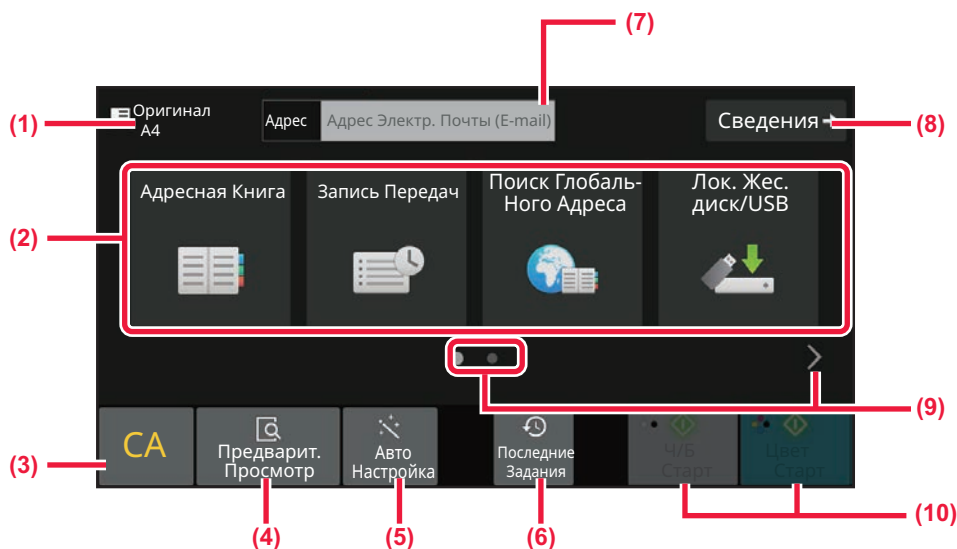 (7)
(1)
Оригинал
A4
Адрес
Адрес Электр. Почты (E-mail)
Сведения
(8)
(2)
Адресная Книга
Запись Передач
Поиск Глобаль-
Ного Адреса
Лок. Жес.
диск/USB
(9)
(3)
CA
Предварит.
Просмотр
Авто
Настройка
Последние
Задания
Ч/Б
Старт
Цвет
Старт
(10)
(4)
(5)
(6)